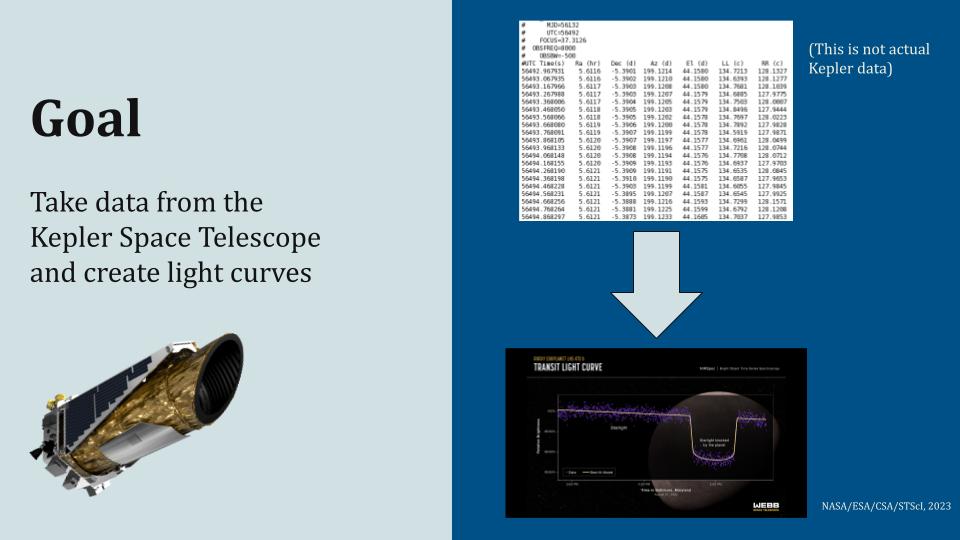 Goal
Take data from the
Kepler Space Telescope
and create light curves
# MJD=56132
# UTC=56492
# FOCUS=37.3126
# OBSFREQ=8000
# OBSBW=-500
#UTC Time(s) Ra (hr) Dec (d) Az (d) El (d) LL (c) RR (c)
56492.967931 5.6116 -5.3901 199.1214 44.1580 134.7213 128.1327
56493.067935 5.6116 -5.3902 199.1210 44.1580 134.6393 128.1277
56493.167966 5.6117 -5.3903 199.1208 44.1580 134.7681 128.1039
56493.267988 5.6117 -5.3903 199.1207 44.1579 134.6885 127.9775
56493.368006 5.6117 -5.3904 199.1205 44.1579 134.7503 128.0007
56493.468050 5.6118 -5.3905 199.1203 44.1579 134.8496 127.9444
56493.568066 5.6118 -5.3905 199.1202 44.1578 134.7697 128.0223
56493.668080 5.6119 -5.3906 199.1200 44.1578 134.7892 127.9828
56493.768091 5.6119 -5.3907 199.1199 44.1578 134.5919 127.9871
56493.868105 5.6119 -5.3907 199.1197 44.1577 134.6961 128.0499
56493.968133 5.6120 -5.3908 199.1196 44.1577 134.7216 128.0744
56494.068148 5.6120 -5.3908 199.1194 44.1576 134.7708 128.0712
56494.168155 5.6120 -5.3909 199.1193 44.1576 134.6937 127.9703
56494.268190 5.6121 -5.3909 199.1191 44.1575 134.6535 128.0845
56494.368198 5.6121 -5.3910 199.1190 44.1575 134.6587 127.9653
56494.468228 5.6121 -5.3903 199.1199 44.1581 134.6055 127.9845
56494.568231 5.6121 -5.3895 199.1207 44.1587 134.6545 127.9925
56494.668256 5.6121 -5.3888 199.1216 44.1593 134.7299 128.1571
56494.768264 5.6121 -5.3881 199.1225 44.1599 134.6792 128.1208
56494.868297 5.6121 -5.3873 199.1233 44.1605 134.7037 127.9853
(This is not actual
Kepler data)
TRANSIT LIGHT CURVE
NIRSpec
Starlight
Starlight blocked
by the planet
WEBB
NASA/ESA/CSA/STScI, 2023